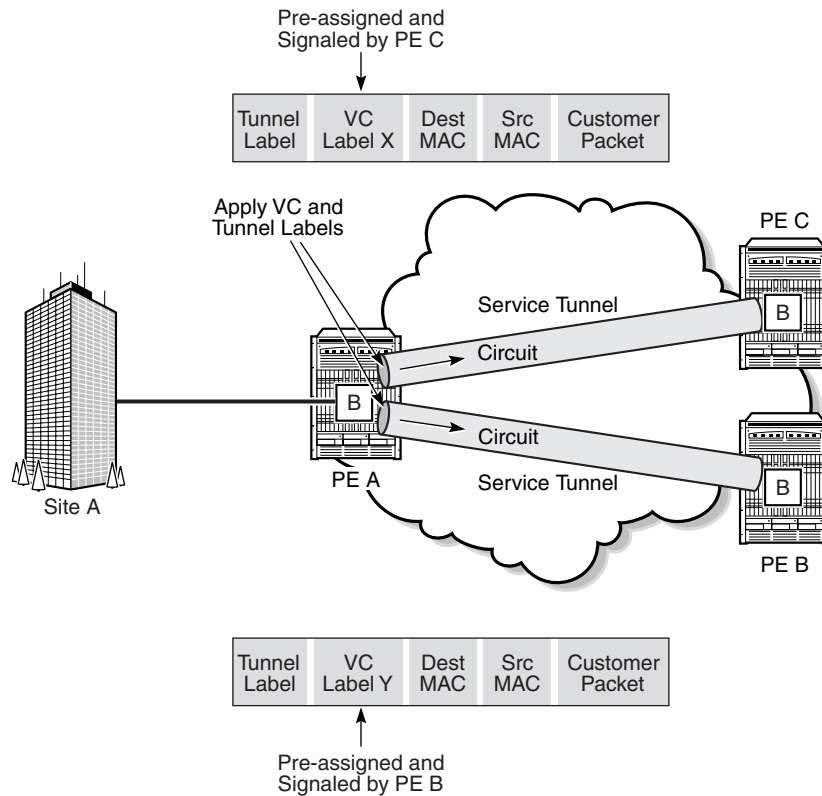 Pre-assigned and
Signaled by PE C
Tunnel
Label
VC
Label X
Dest
MAC
Src
MAC
Customer
Packet
Apply VC and
Tunnel Labels
PE C
B
Service Tunnel
Circuit
B
PE A
Circuit
Service Tunnel
B
PE B
Site A
Tunnel
Label
VC
Label Y
Dest
MAC
Src
MAC
Customer
Packet
Pre-assigned and
Signaled by PE B